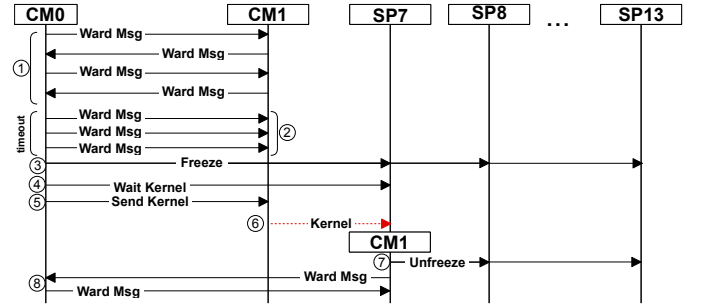 CM0 CM1 SP7 SP8 ... SP13
Ward Msg
Ward Msg
1
Ward Msg
Ward Msg
timeout
Ward Msg
Ward Msg 2
Ward Msg
3 Freeze
4 Wait Kernel
5 Send Kernel
6 Kernel
CM1
7 Unfreeze
8 Ward Msg
Ward Msg